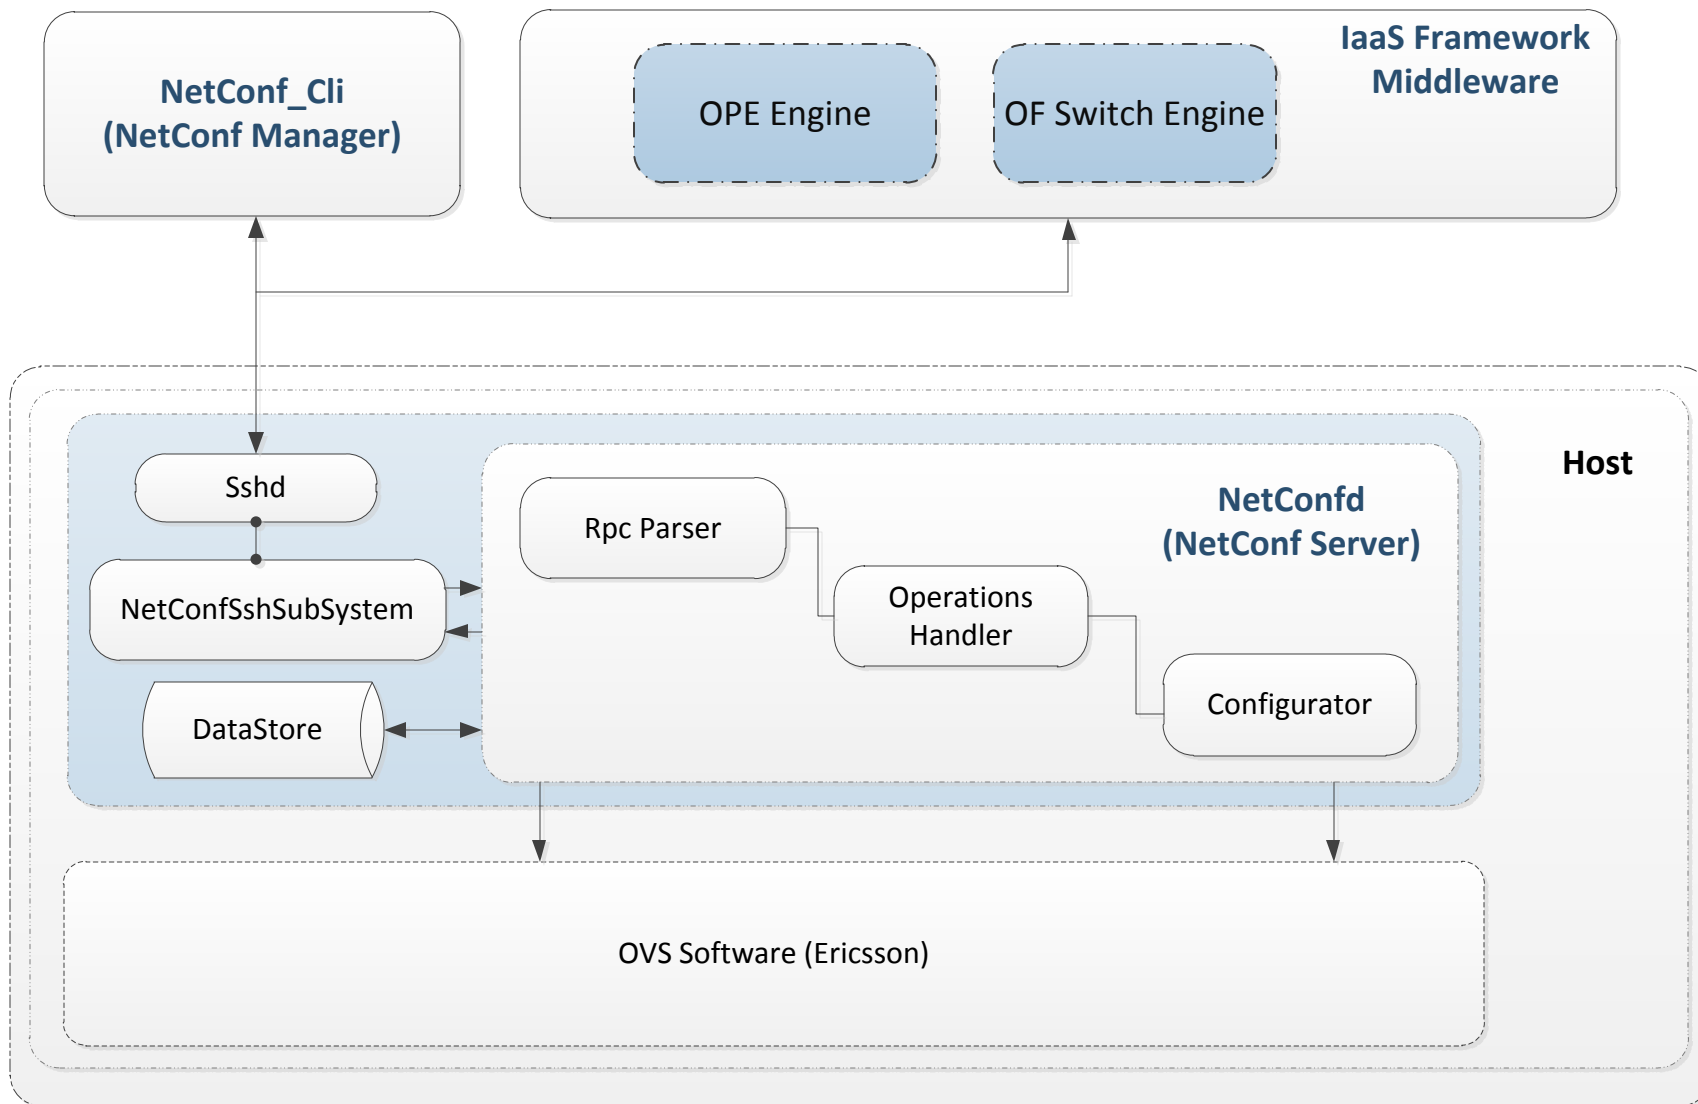 NetConf_Cli
(NetConf Manager)
IaaS Framework
Middleware
OPE Engine
OF Switch Engine
Host
Sshd
NetConfSshSubSystem
DataStore
NetConfd
(NetConf Server)
Rpc Parser
Operations
Handler
Configurator
OVS Software (Ericsson)